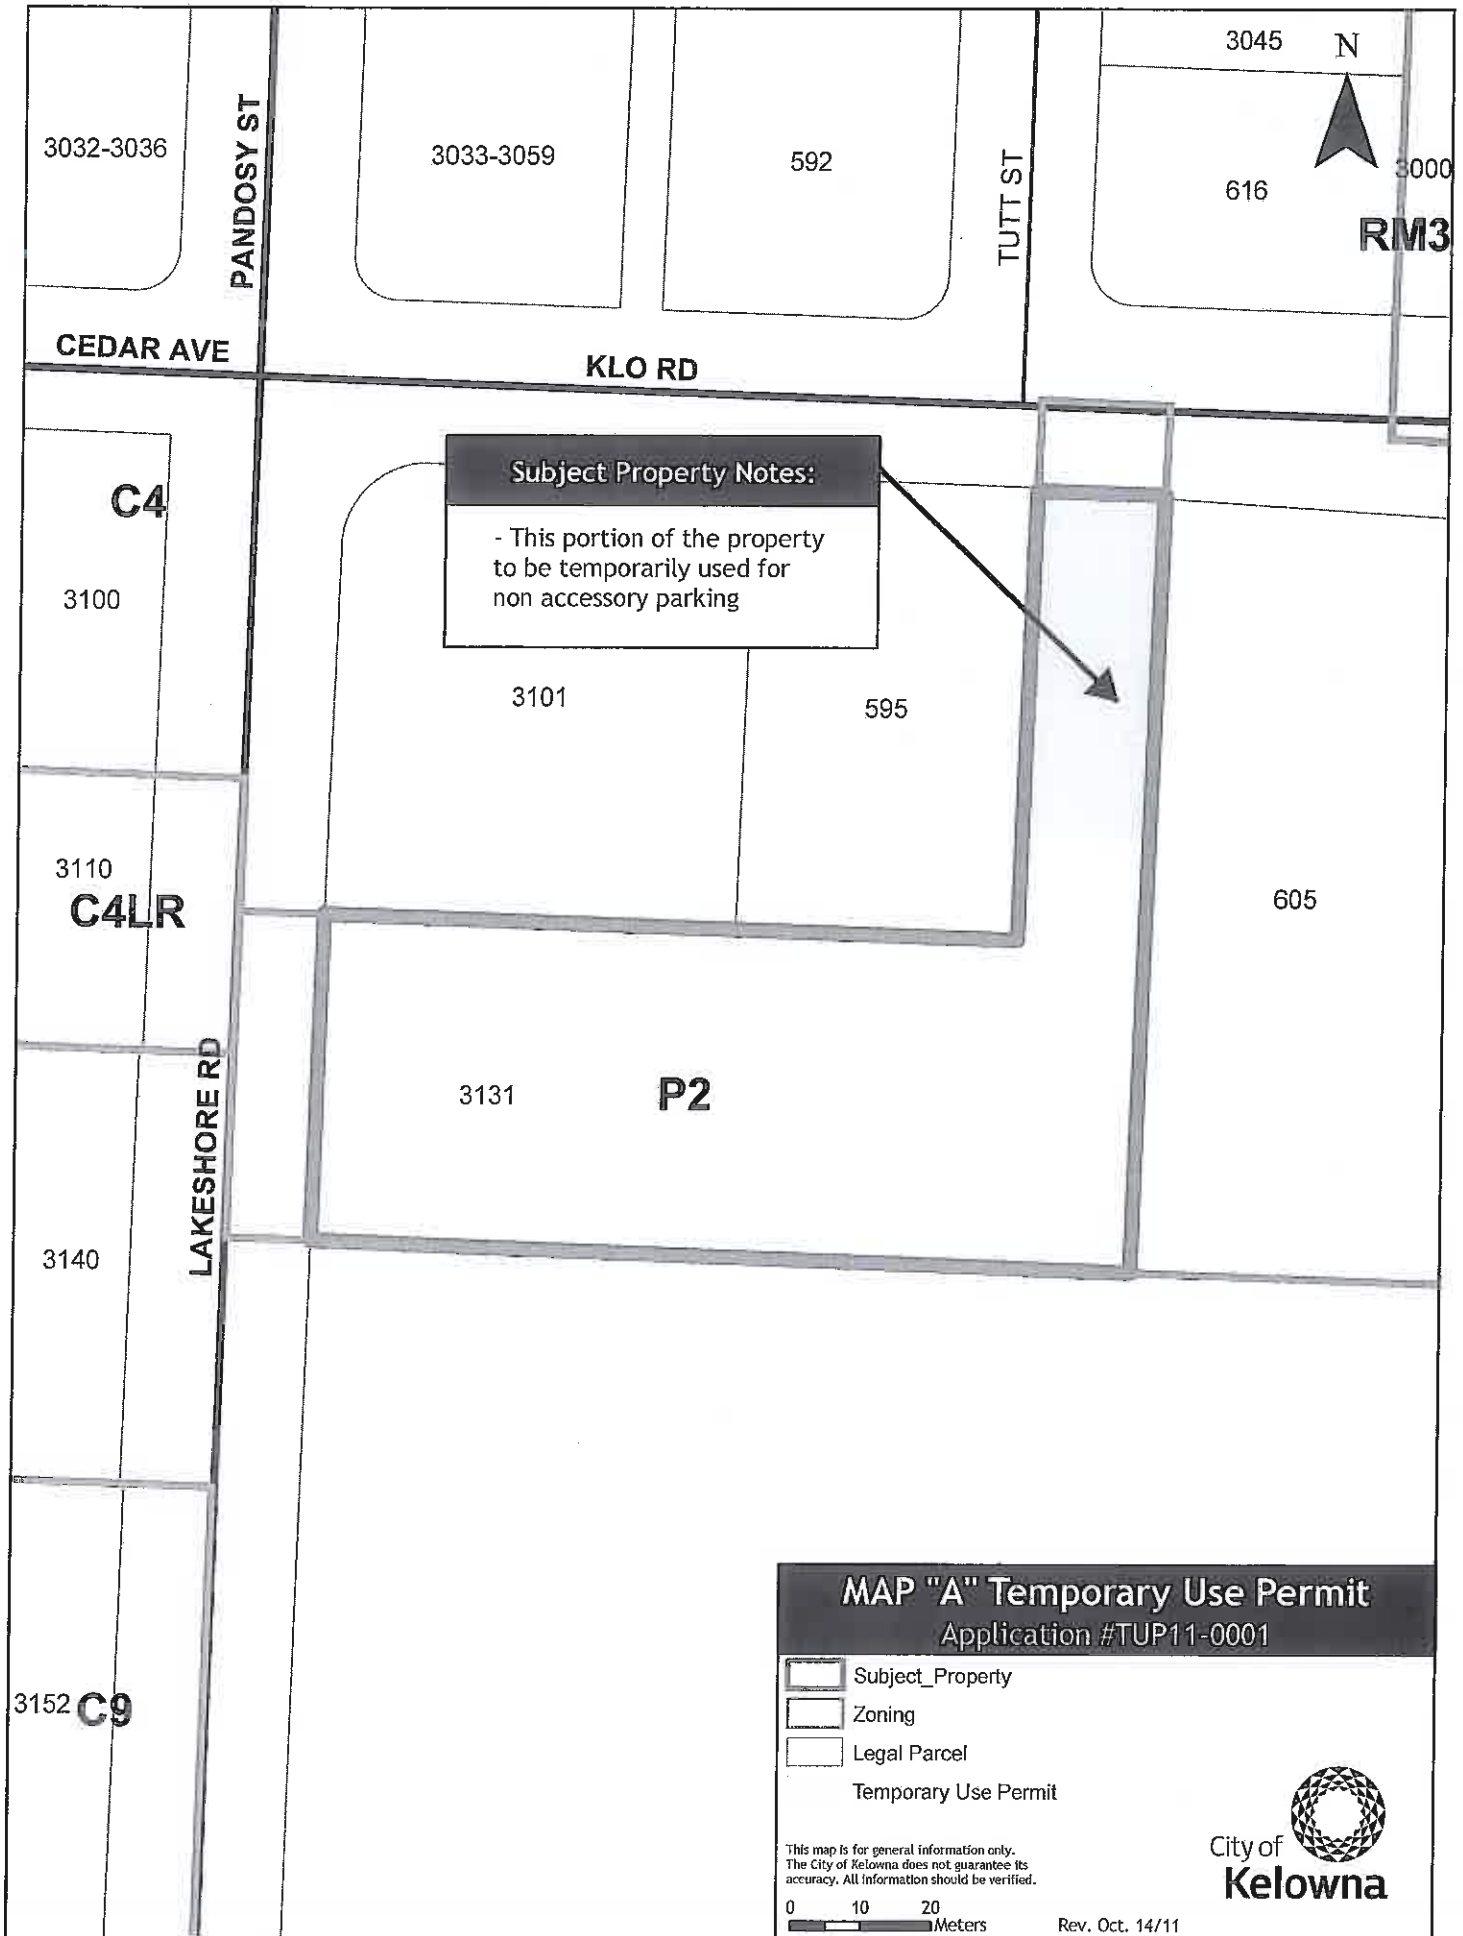 3045
N
3032-3036
PANDOSY ST
3033-3059
592
TUTT ST
616
3000
RM3
CEDAR AVE
KLO RD
C4
Subject Property Notes:
- This portion of the property
to be temporarily used for
non accessory parking
3100
3101
595
3110
C4LR
605
LAKESHORE RD
3131
P2
3140
3152
C9
MAP "A" Temporary Use Permit
Application #TUP11-0001
Subject_Property
Zoning
Legal Parcel
Temporary Use Permit
This map is for general information only.
The City of Kelowna does not guarantee its
accuracy. All information should be verified.
City of
Kelowna
0 10 20
Meters
Rev. Oct. 14/11